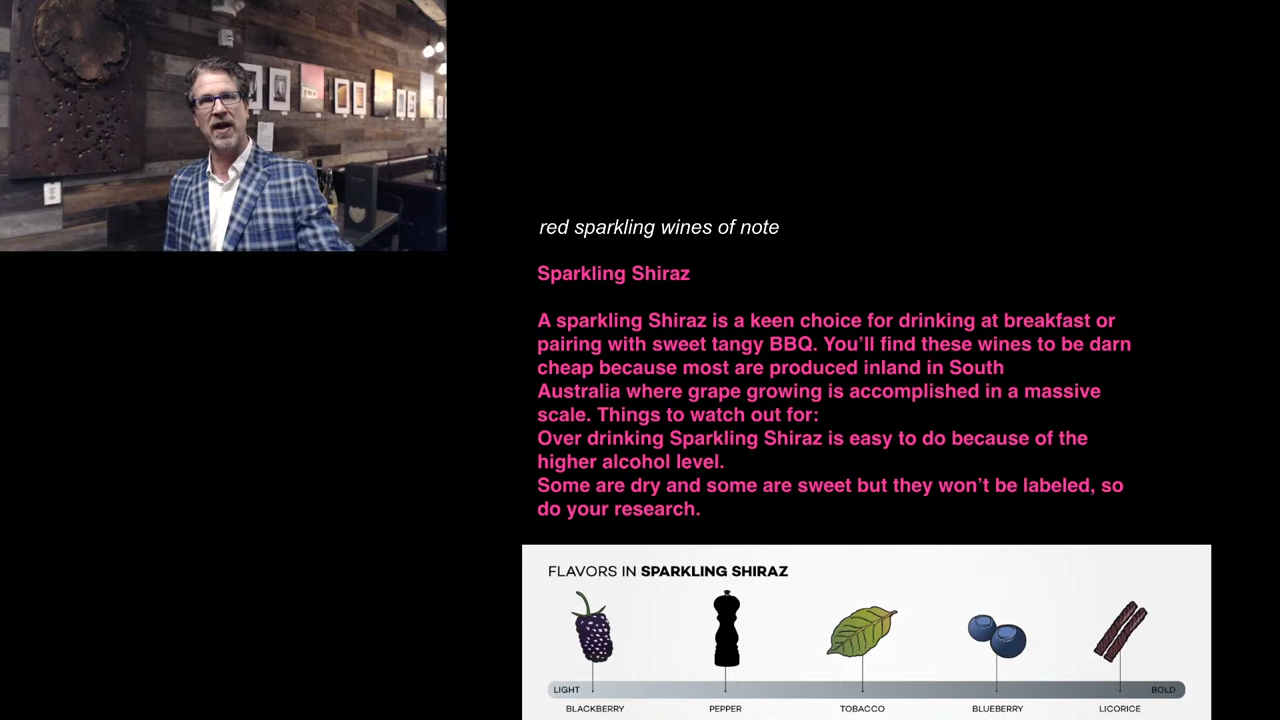 red sparkling wines of note
Sparkling Shiraz
A sparkling Shiraz is a keen choice for drinking at breakfast or
pairing with sweet tangy BBQ. You’ll find these wines to be darn
cheap because most are produced inland in South
Australia where grape growing is accomplished in a massive
scale. Things to watch out for:
Over drinking Sparkling Shiraz is easy to do because of the
higher alcohol level.
Some are dry and some are sweet but they won’t be labeled, so
do your research.
FLAVORS IN SPARKLING SHIRAZ
LIGHT BOLD
BLACKBERRY PEPPER TOBACCO BLUEBERRY LICORICE